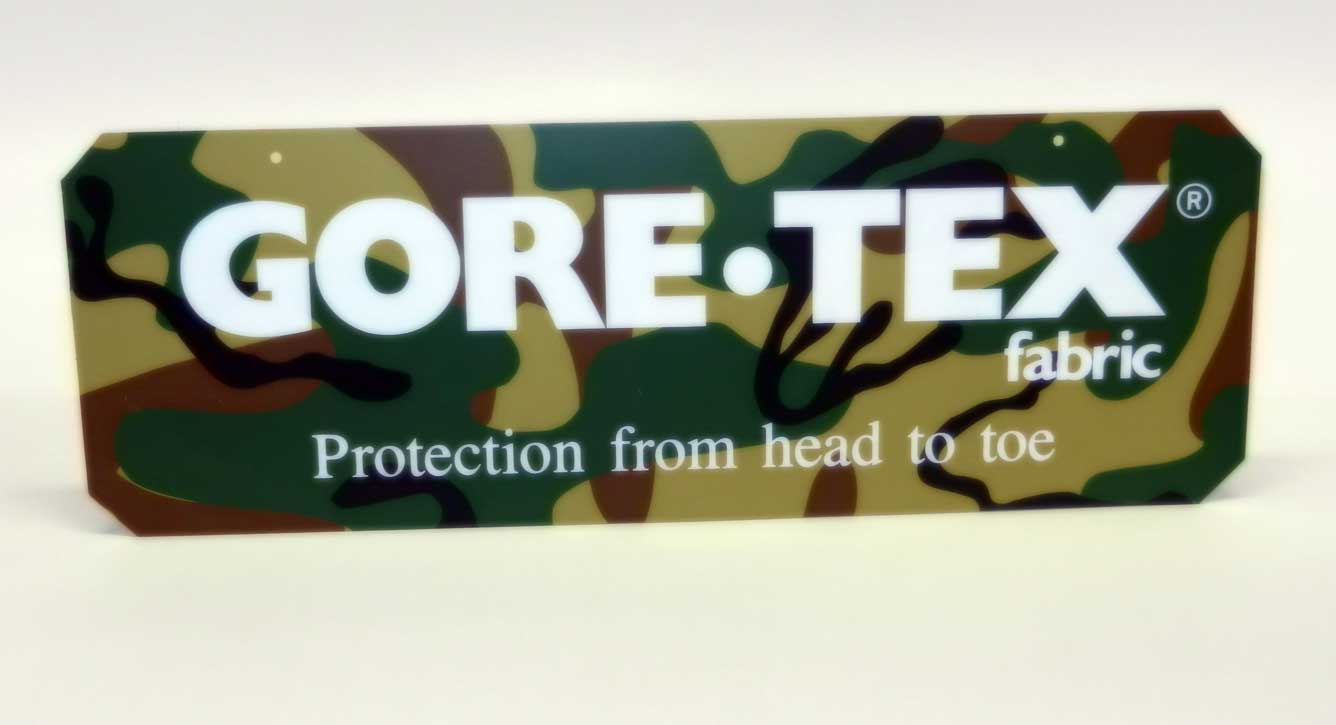 GORE•TEX®
fabric
Protection from head to toe